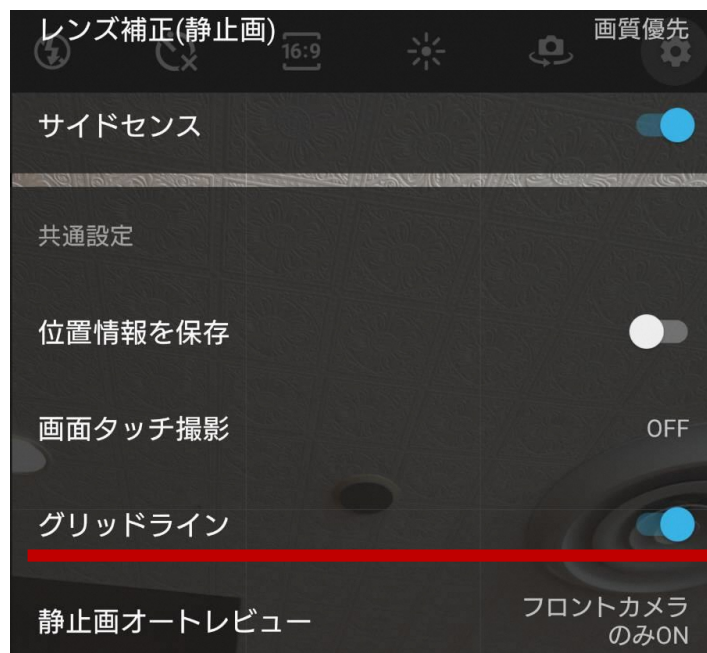 レンズ補正(静止画) 画質優先
16:9
サイドセンス
共通設定
位置情報を保存
画面タッチ撮影 OFF
グリッドライン
静止画オートレビュー フロントカメラ
のみON